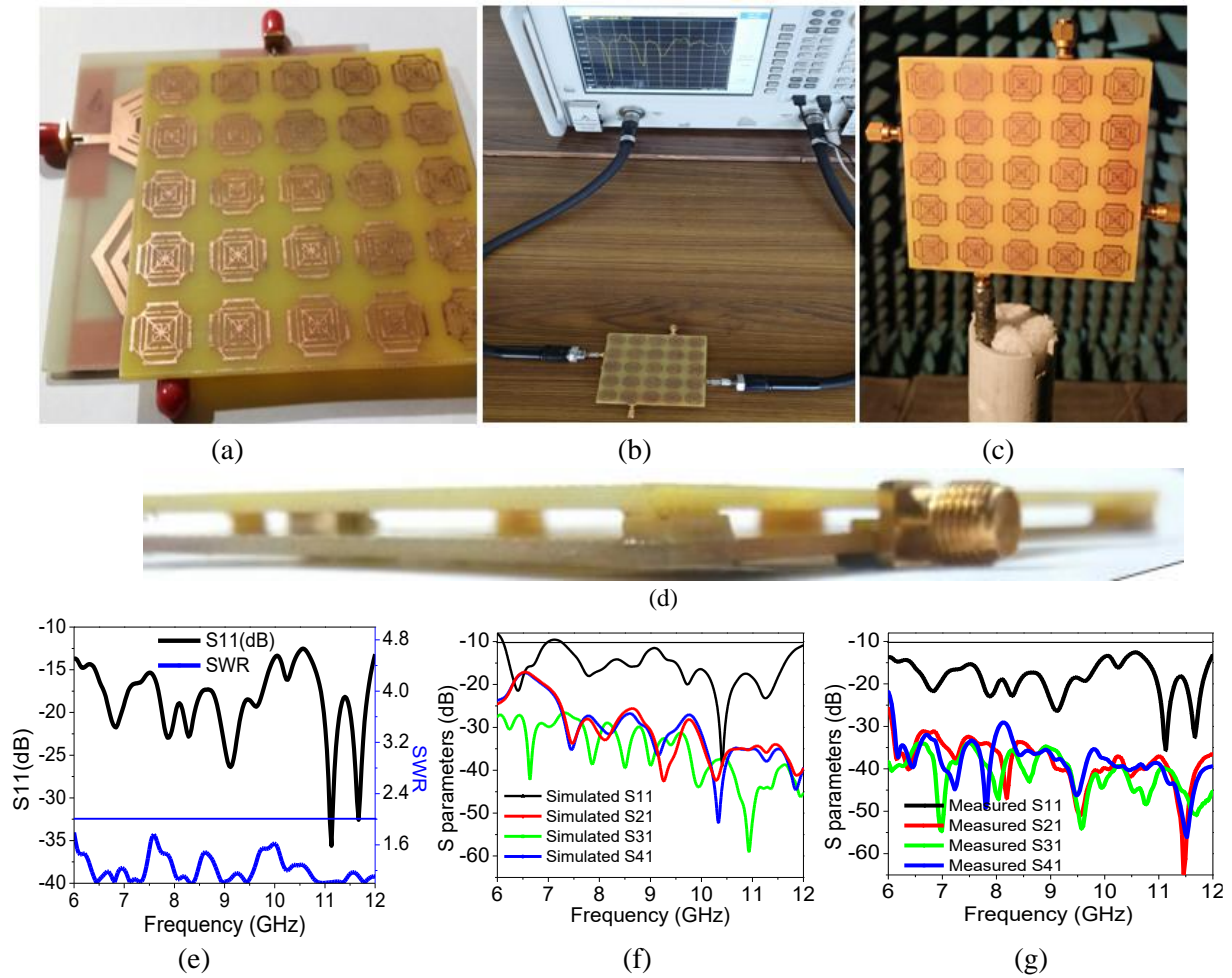 (a)
(b)
(c)
(d)
-10
-15
-20
-25
-30
-35
-40
S11(dB)
S11(dB)
SWR
4.8
4.0
3.2
2.4
2.0
1.6
SWR
6 7 8 9 10 11 12
Frequency (GHz)
(e)
-10
-20
-30
-40
-50
-60
S parameters (dB)
Simulated S11
Simulated S21
Simulated S31
Simulated S41
6 7 8 9 10 11 12
Frequency (GHz)
(f)
-10
-20
-30
-40
-50
-60
S parameters (dB)
Measured S11
Measured S21
Measured S31
Measured S41
6 7 8 9 10 11 12
Frequency (GHz)
(g)